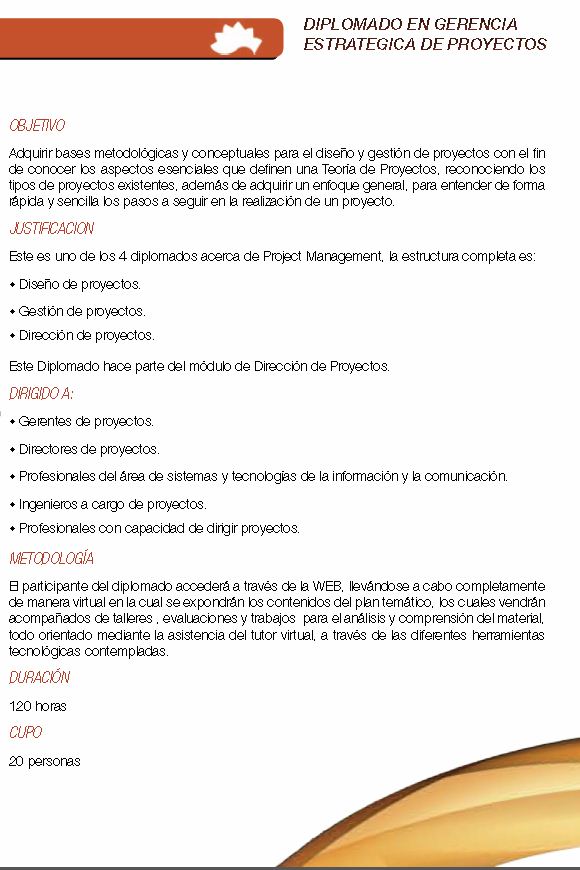 DIPLOMADO EN GERENCIA
ESTRATEGICA DE PROYECTOS
OBJETIVO
Adquirir bases metodológicas y conceptuales para el diseño y gestión de proyectos con el fin
de conocer los aspectos esenciales que definen una Teoría de Proyectos, reconociendo los
tipos de proyectos existentes, además de adquirir un enfoque general, para entender de forma
rápida y sencilla los pasos a seguir en la realización de un proyecto.
JUSTIFICACION
Este es uno de los 4 diplomados acerca de Project Management, la estructura completa es:
• Diseño de proyectos.
• Gestión de proyectos.
• Dirección de proyectos.
Este Diplomado hace parte del módulo de Dirección de Proyectos.
DIRIGIDO A:
• Gerentes de proyectos.
• Directores de proyectos.
• Profesionales del área de sistemas y tecnologías de la información y la comunicación.
• Ingenieros a cargo de proyectos.
• Profesionales con capacidad de dirigir proyectos.
METODOLOGÍA
El participante del diplomado accederá a través de la WEB, llevándose a cabo completamente
de manera virtual en la cual se expondrán los contenidos del plan temático, los cuales vendrán
acompañados de talleres , evaluaciones y trabajos para el análisis y comprensión del material,
todo orientado mediante la asistencia del tutor virtual, a través de las diferentes herramientas
tecnológicas contempladas.
DURACIÓN
120 horas
CUPO
20 personas